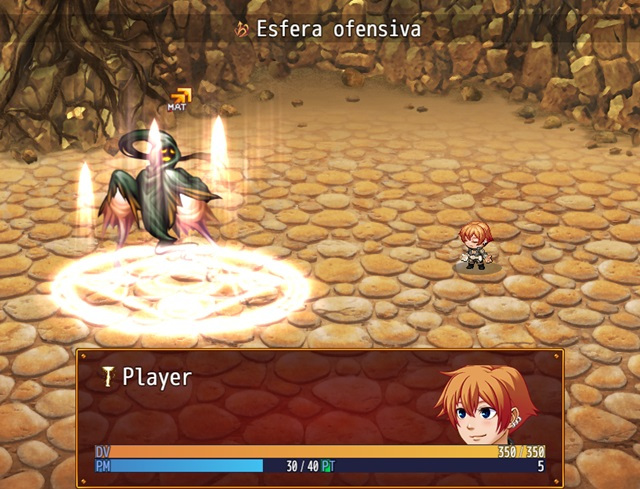 Esfera ofensiva
MAT
Player
DV 350/350
PM 30/40 PT 5